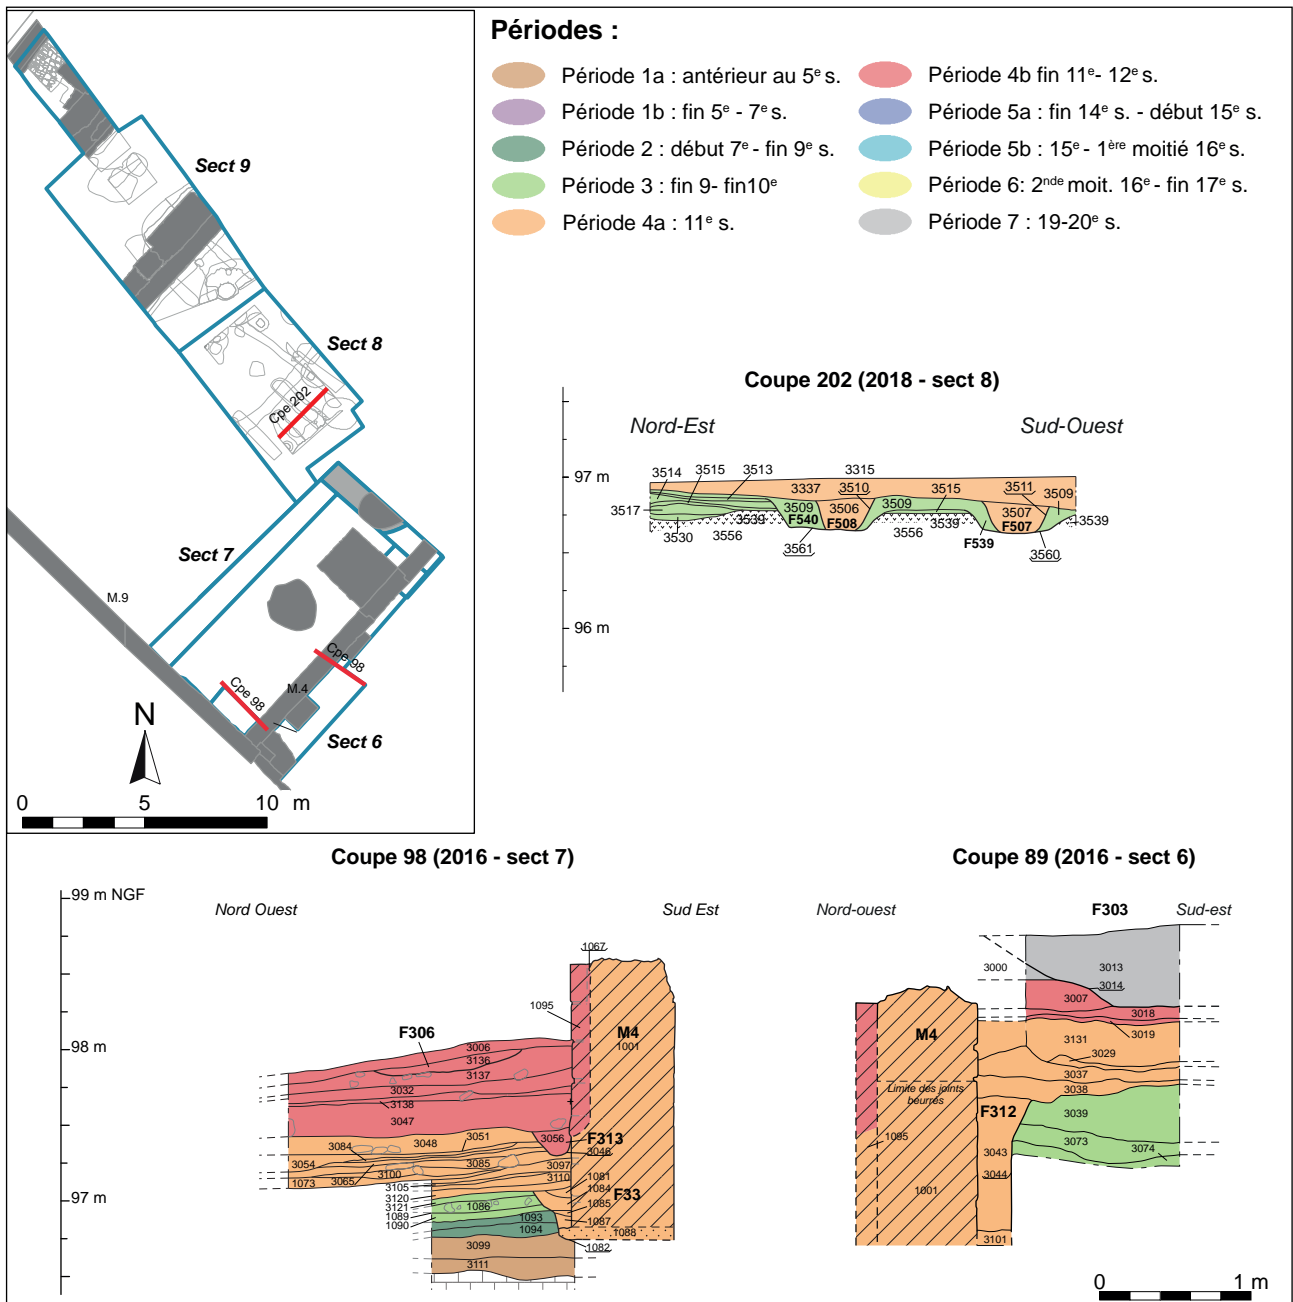 Périodes :
Période 1a : antérieur au 5e s.
Période 1b : fin 5e - 7e s.
Période 2 : début 7e - fin 9e s.
Période 3 : fin 9- fin10e
Période 4a : 11e s.
Période 4b fin 11e- 12e s.
Période 5a : fin 14e s. - début 15e s.
Période 5b : 15e - 1ère moitié 16e s.
Période 6: 2nde moit. 16e - fin 17e s.
Période 7 : 19-20e s.
Sect 9
Sect 8
Cpe 202
Sect 7
M.9
Cpe 98
Cpe 98
M.4
Sect 6
N
0 5 10 m
Coupe 202 (2018 - sect 8)
Nord-Est Sud-Ouest
97 m
96 m
3514 3515 3513 3315
3337 3510 3515 3511 3509
3517 3509 3506 3509 3507
3539 F540 F508 3539 F507 3539
3530 3556 3556 F539
3561 3560
Coupe 98 (2016 - sect 7)
99 m NGF
Nord Ouest Sud Est
98 m
97 m
1067
1095
F306 M4
3006 1001
3136
3137
3032
3138
3047
3051 3056 F313
3084 3048 3046
3054 3085 3097
1073 3065 3100 3110 1081
3105 1084 F33
3120 1085
3121 1086
1089 1093 1087
1090 1094 1088
3099 1082
3111
Coupe 89 (2016 - sect 6)
Nord-ouest F303 Sud-est
3000 3013
3014
3007
3018
3019
M4
3131
3029
3037
Limite des joints
beurrés
3038
F312 3039
1095 3043 3073 3074
3044
1001
3101
0 1 m